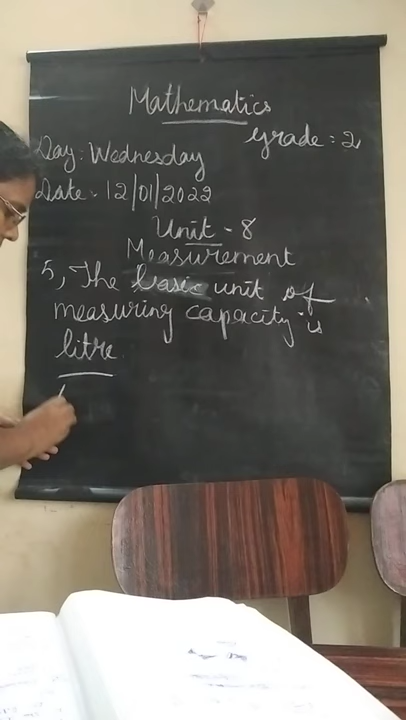 Mathematics
Grade : 2
Day : Wednesday
Date : 12/01/2022
Unit - 8
Measurement
5, The basic unit of
measuring capacity is
litre